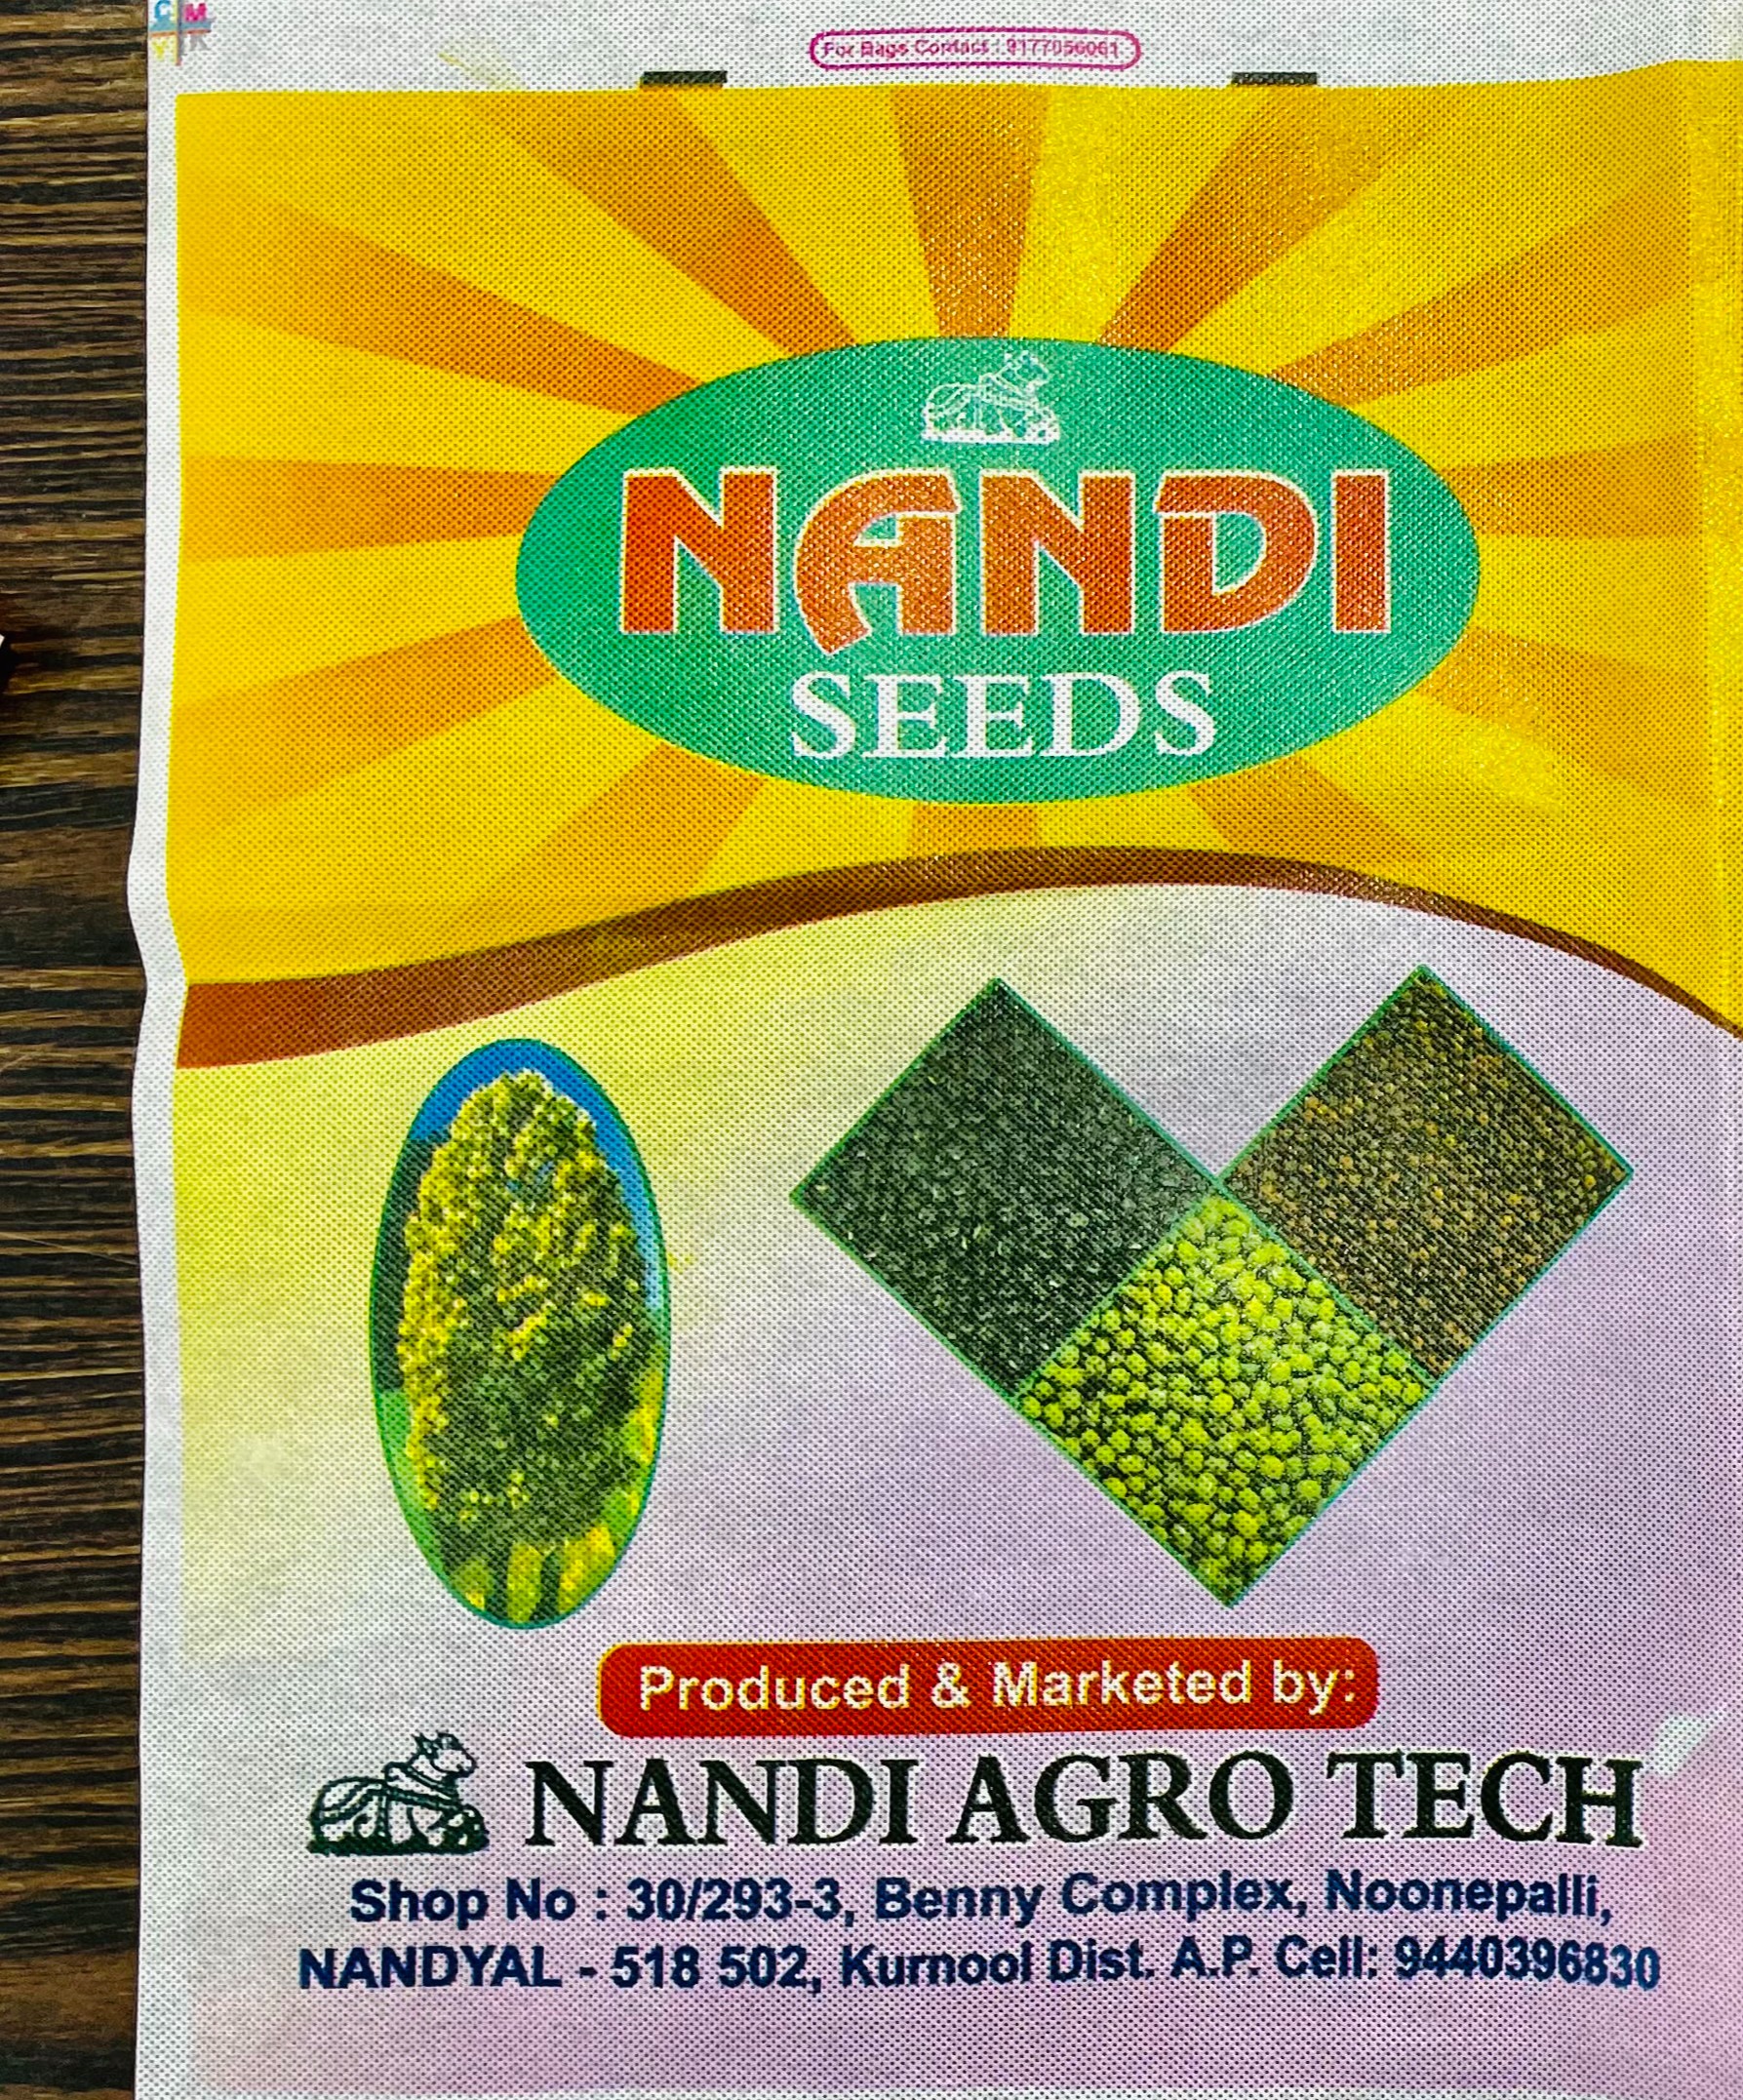 C M
Y K
For Bags Contact : 9177056061
NANDI
SEEDS
Produced & Marketed by:
NANDI AGRO TECH
Shop No : 30/293-3, Benny Complex, Noonepalli,
NANDYAL - 518 502, Kurnool Dist. A.P. Cell: 9440396830